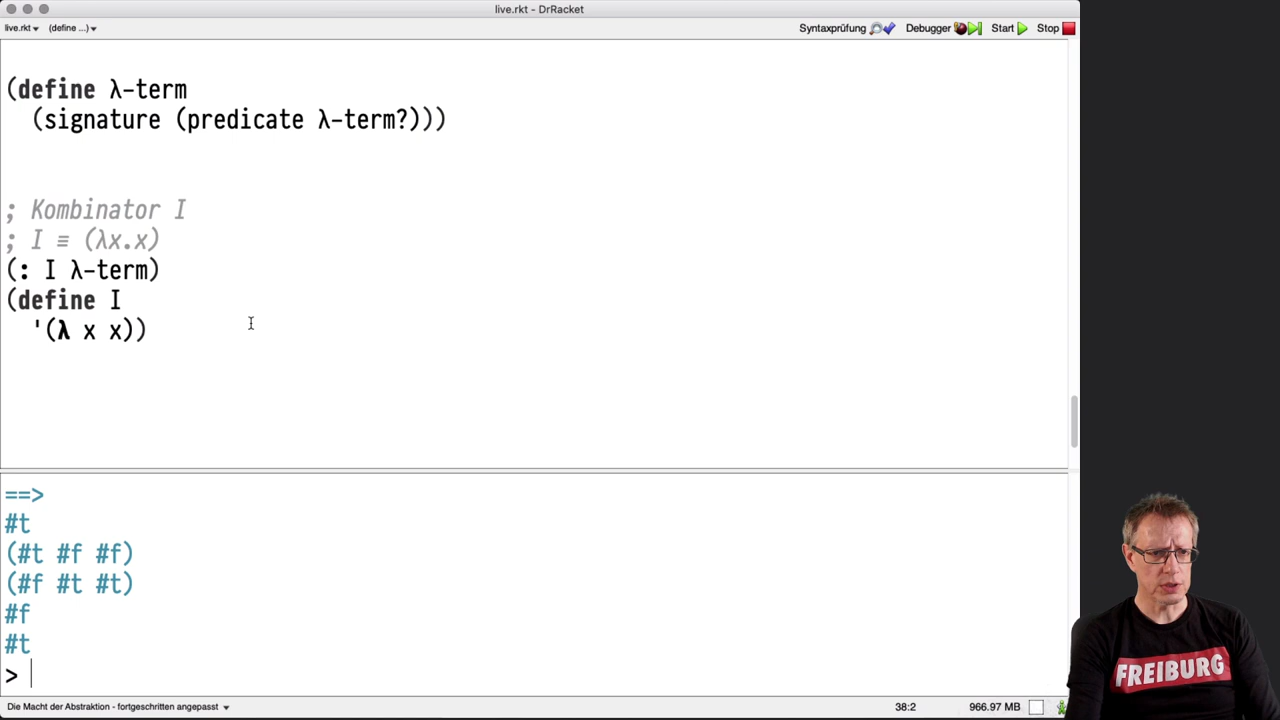 live.rkt - DrRacket
live.rkt (define ...)
Syntaxprüfung Debugger Start Stop
(define λ-term
(signature (predicate λ-term?)))
; Kombinator I
; I ≡ (λx.x)
(: I λ-term)
(define I
'(λ x x))
==>
#t
(#t #f #f)
(#f #t #t)
#f
#t
>
FREIBURG
Die Macht der Abstraktion - fortgeschritten angepasst
38:2
966.97 MB